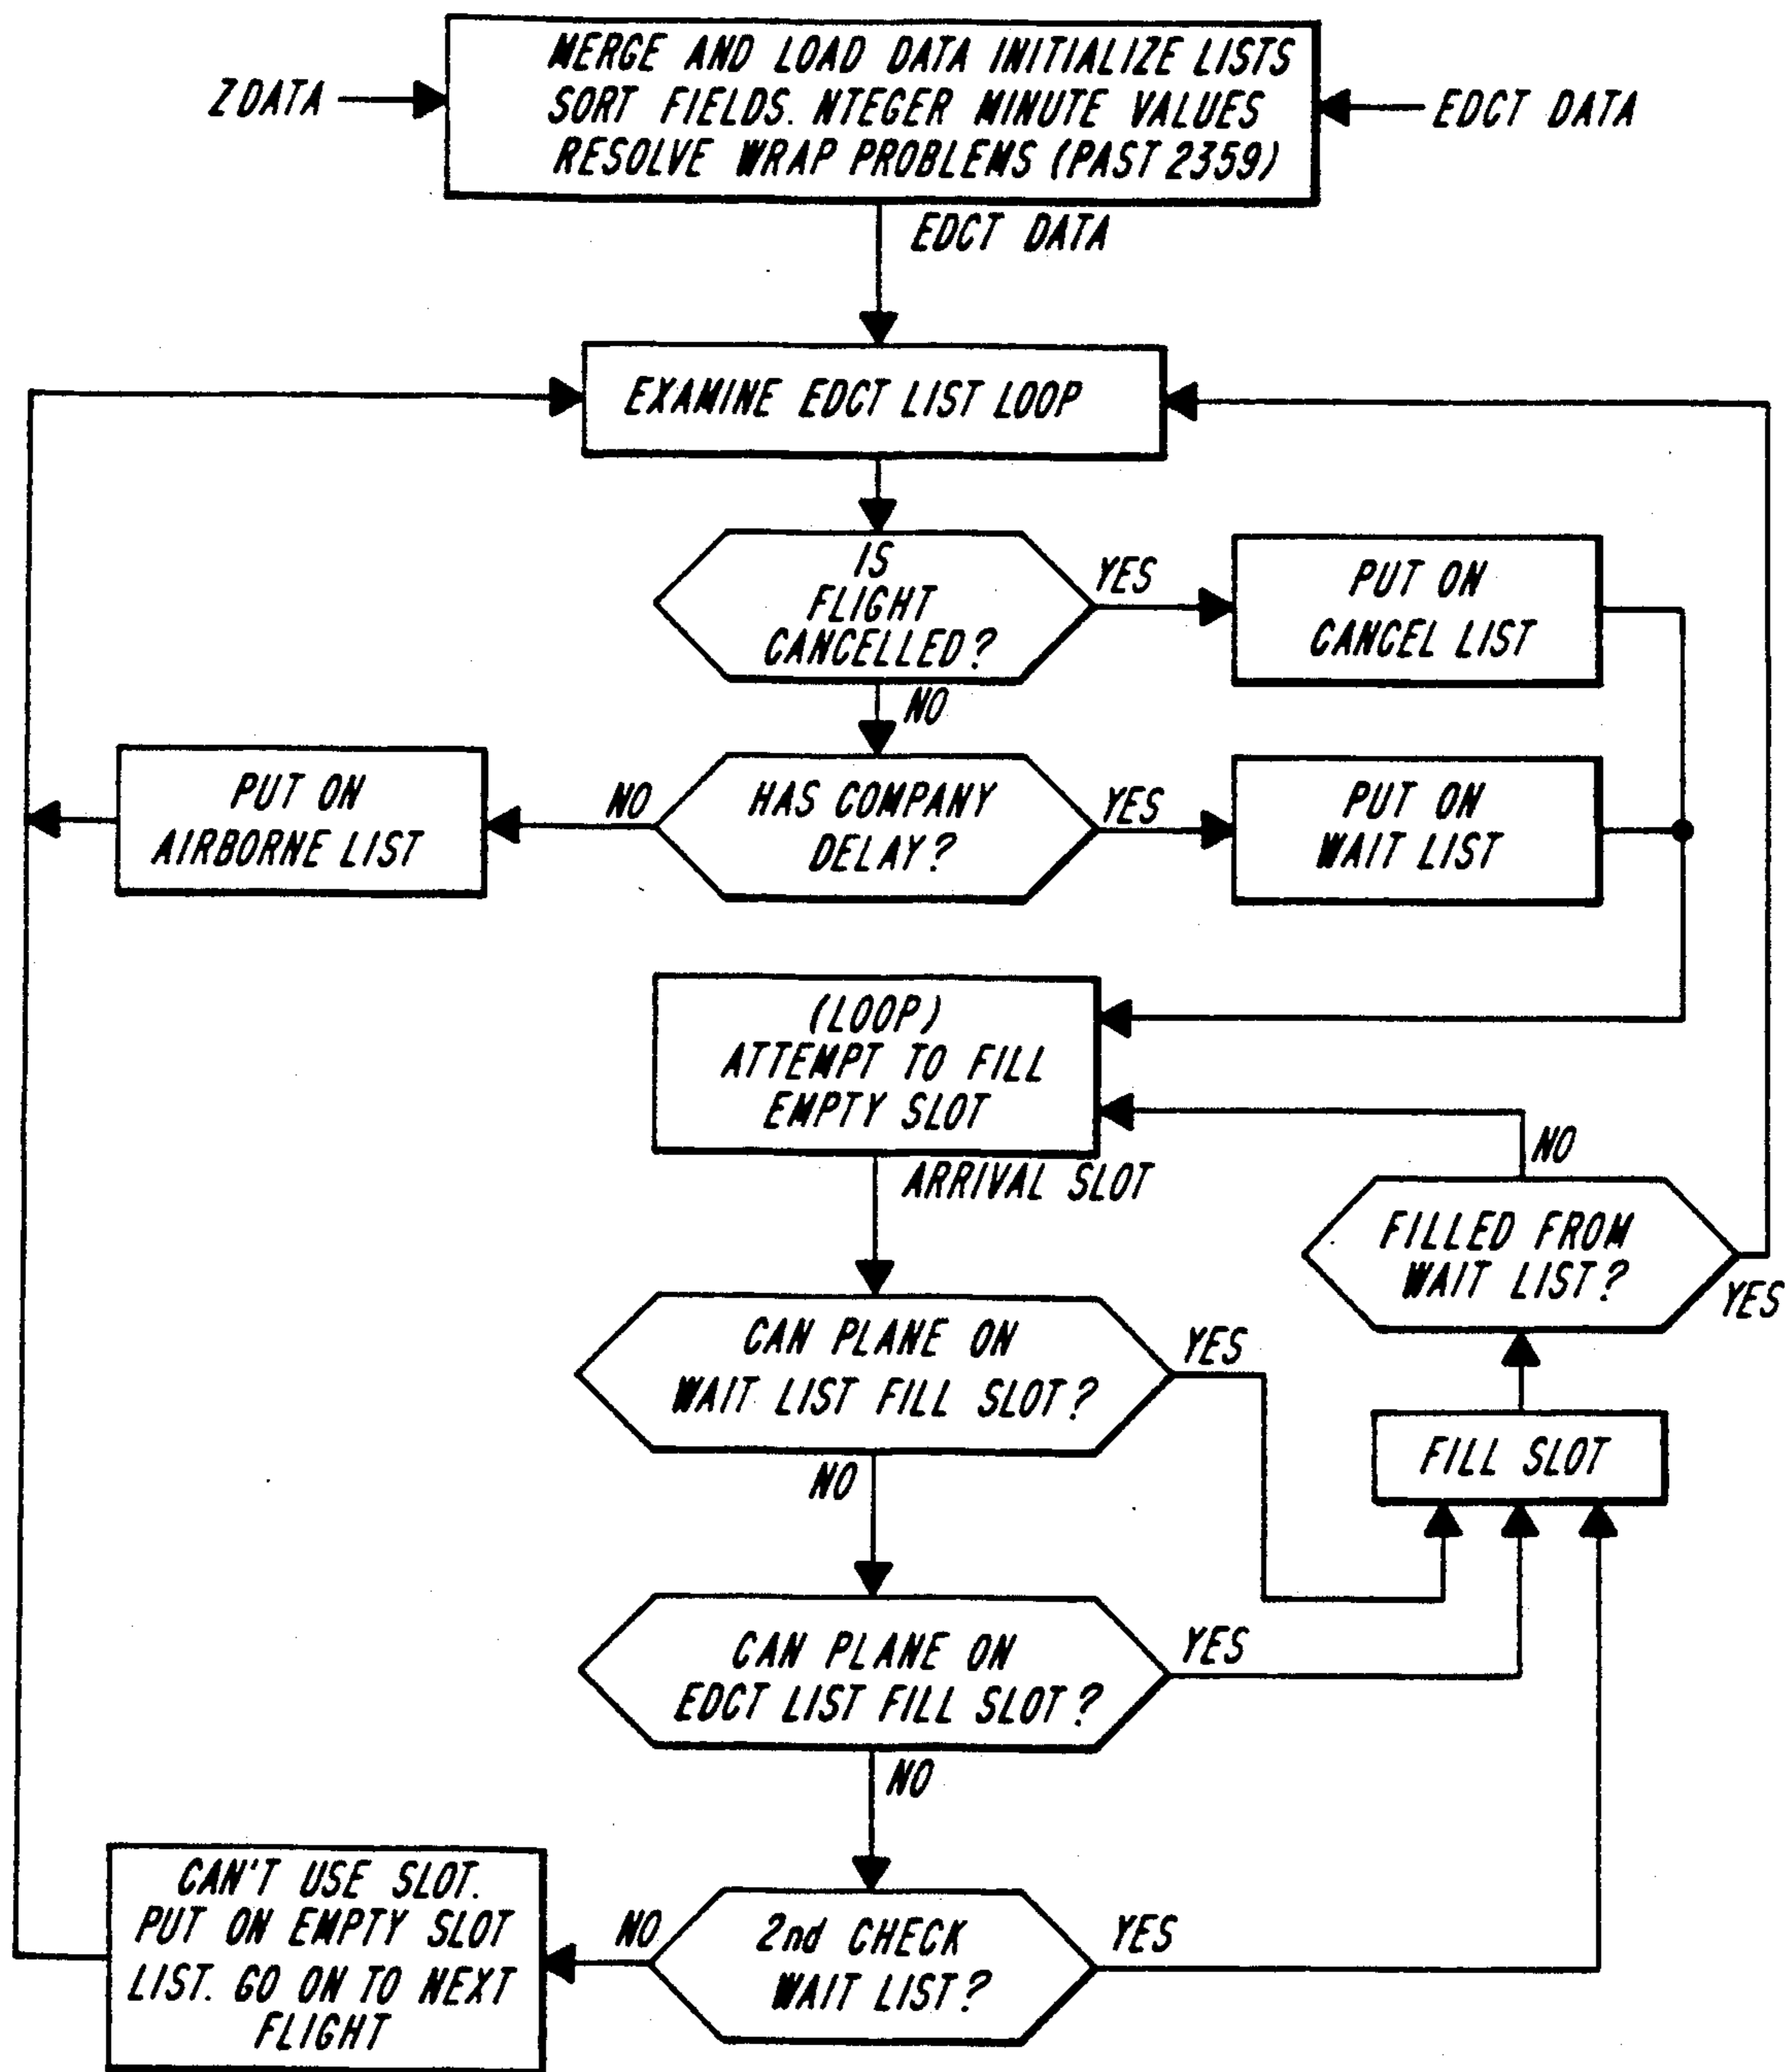 MERGE AND LOAD DATA INITIALIZE LISTS
SORT FIELDS. NTEGER MINUTE VALUES
RESOLVE WRAP PROBLEMS (PAST 2359)
ZDATA
EDCT DATA
EDCT DATA
EXAMINE EDCT LIST LOOP
IS
FLIGHT
CANCELLED?
YES
PUT ON
CANCEL LIST
NO
PUT ON
AIRBORNE LIST
NO
HAS COMPANY
DELAY?
YES
PUT ON
WAIT LIST
(LOOP)
ATTEMPT TO FILL
EMPTY SLOT
ARRIVAL SLOT
NO
FILLED FROM
WAIT LIST?
YES
CAN PLANE ON
WAIT LIST FILL SLOT?
YES
FILL SLOT
NO
CAN PLANE ON
EDCT LIST FILL SLOT?
YES
NO
CAN'T USE SLOT.
PUT ON EMPTY SLOT
LIST. GO ON TO NEXT
FLIGHT
NO
2nd CHECK
WAIT LIST?
YES